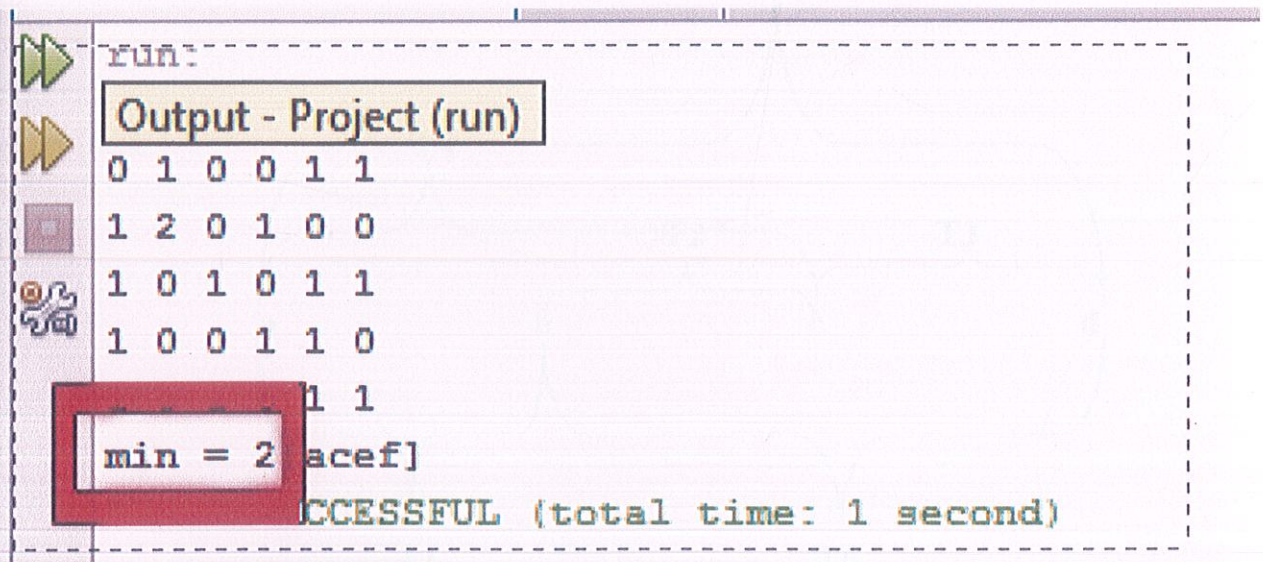 run:
Output - Project (run)
0 1 0 0 1 1
1 2 0 1 0 0
1 0 1 0 1 1
1 0 0 1 1 0
1 1
min = 2 acef]
CCESSFUL (total time: 1 second)